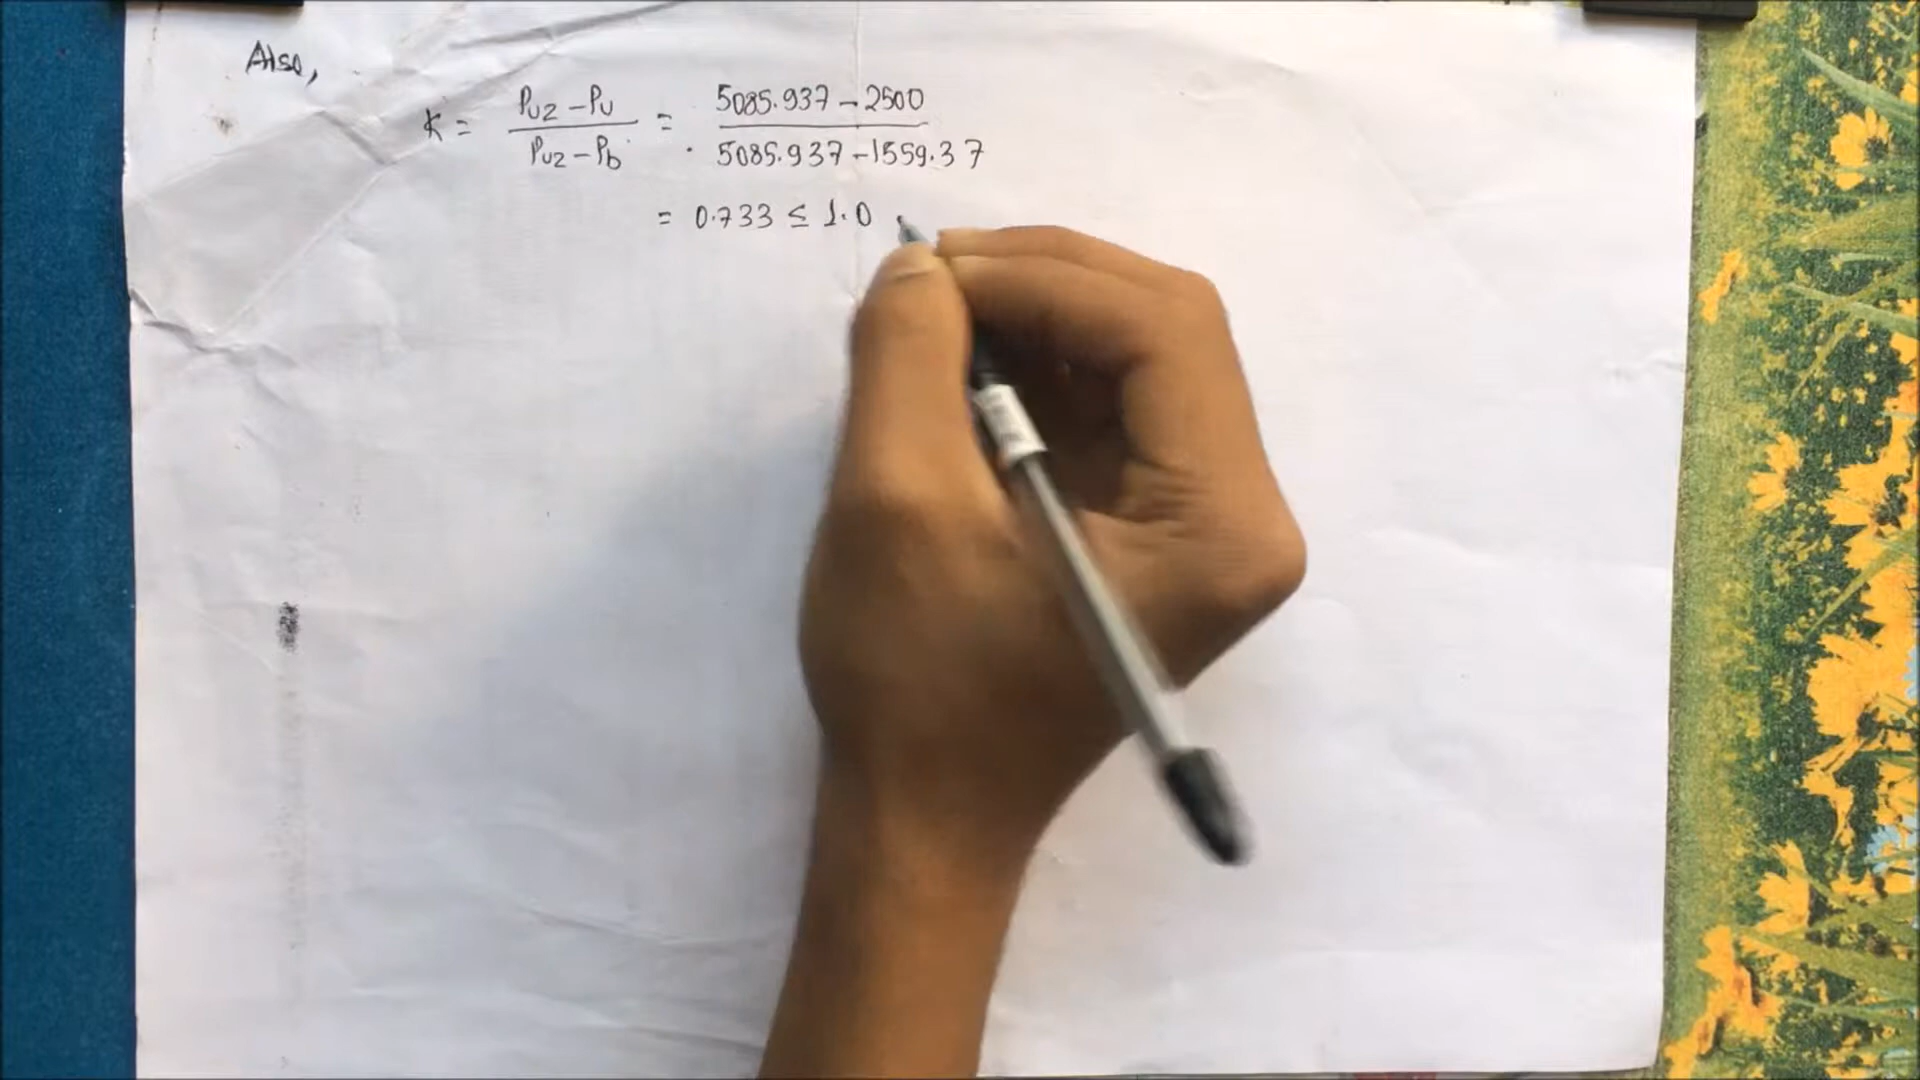 Also,
K = Puz - Pu / Puz - Pb = 5085.937 - 2500 / 5085.937 - 1559.37
= 0.733 ≤ 1.0